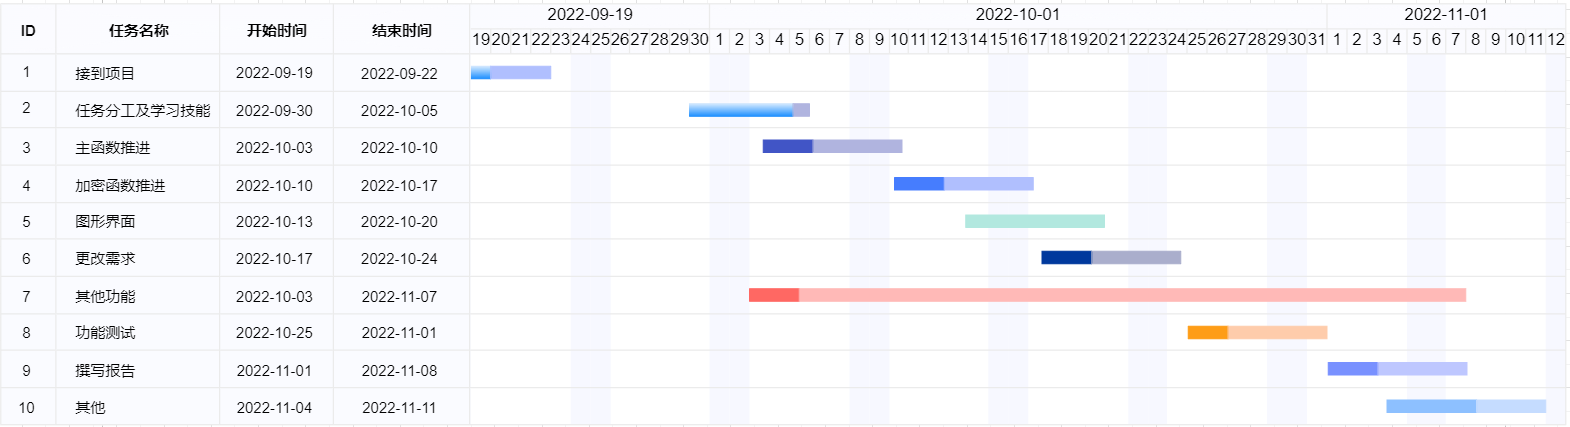 ID 任务名称 开始时间 结束时间 2022-09-19 2022-10-01 2022-11-01
19 20 21 22 23 24 25 26 27 28 29 30 1 2 3 4 5 6 7 8 9 10 11 12 13 14 15 16 17 18 19 20 21 22 23 24 25 26 27 28 29 30 31 1 2 3 4 5 6 7 8 9 10 11 12
1 接到项目 2022-09-19 2022-09-22
2 任务分工及学习技能 2022-09-30 2022-10-05
3 主函数推进 2022-10-03 2022-10-10
4 加密函数推进 2022-10-10 2022-10-17
5 图形界面 2022-10-13 2022-10-20
6 更改需求 2022-10-17 2022-10-24
7 其他功能 2022-10-03 2022-11-07
8 功能测试 2022-10-25 2022-11-01
9 撰写报告 2022-11-01 2022-11-08
10 其他 2022-11-04 2022-11-11